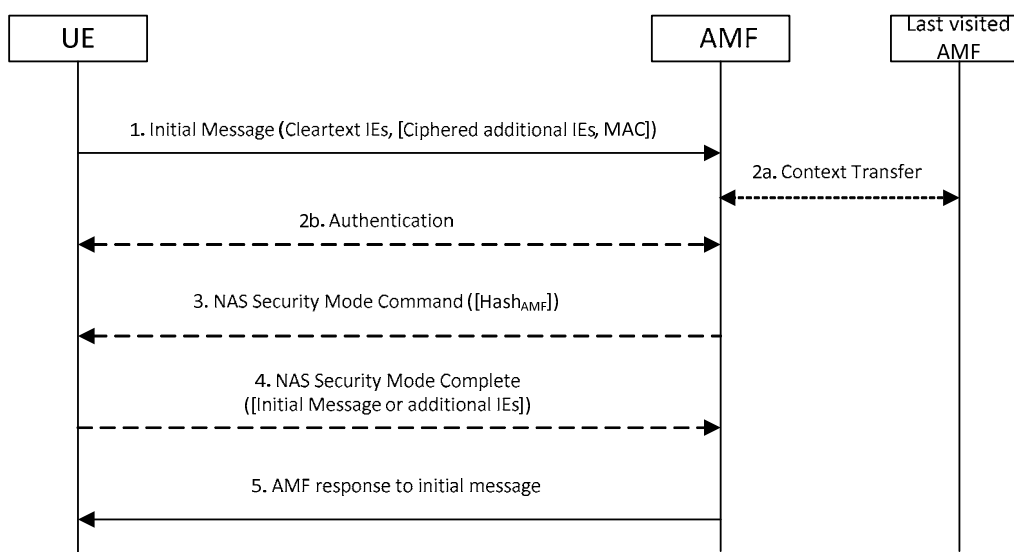 UE
AMF
Last visited
AMF
1. Initial Message (Cleartext IEs, [Ciphered additional IEs, MAC])
2a. Context Transfer
2b. Authentication
3. NAS Security Mode Command ([HashAMF])
4. NAS Security Mode Complete
([Initial Message or additional IEs])
5. AMF response to initial message